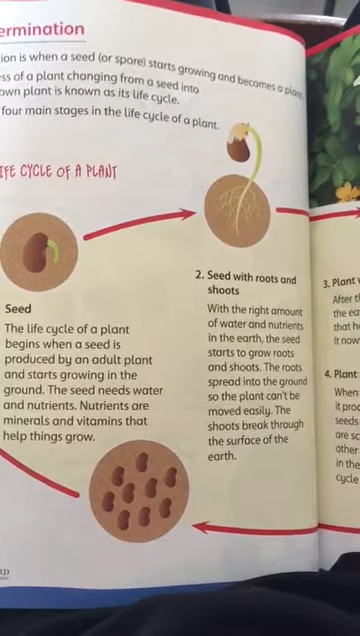 ermination
ion is when a seed (or spore) starts growing and becomes a plant.
ss of a plant changing from a seed into
own plant is known as its life cycle.
four main stages in the life cycle of a plant.
IFE CYCLE OF A PLANT
Seed
The life cycle of a plant
begins when a seed is
produced by an adult plant
and starts growing in the
ground. The seed needs water
and nutrients. Nutrients are
minerals and vitamins that
help things grow.
2. Seed with roots and
shoots
With the right amount
of water and nutrients
in the earth, the seed
starts to grow roots
and shoots. The roots
spread into the ground
so the plant can't be
moved easily. The
shoots break through
the surface of the
earth.
3. Plant
After t
the ea
that h
It now
4. Plant
When
it proc
seeds
are sc
other
in the
cycle
RD